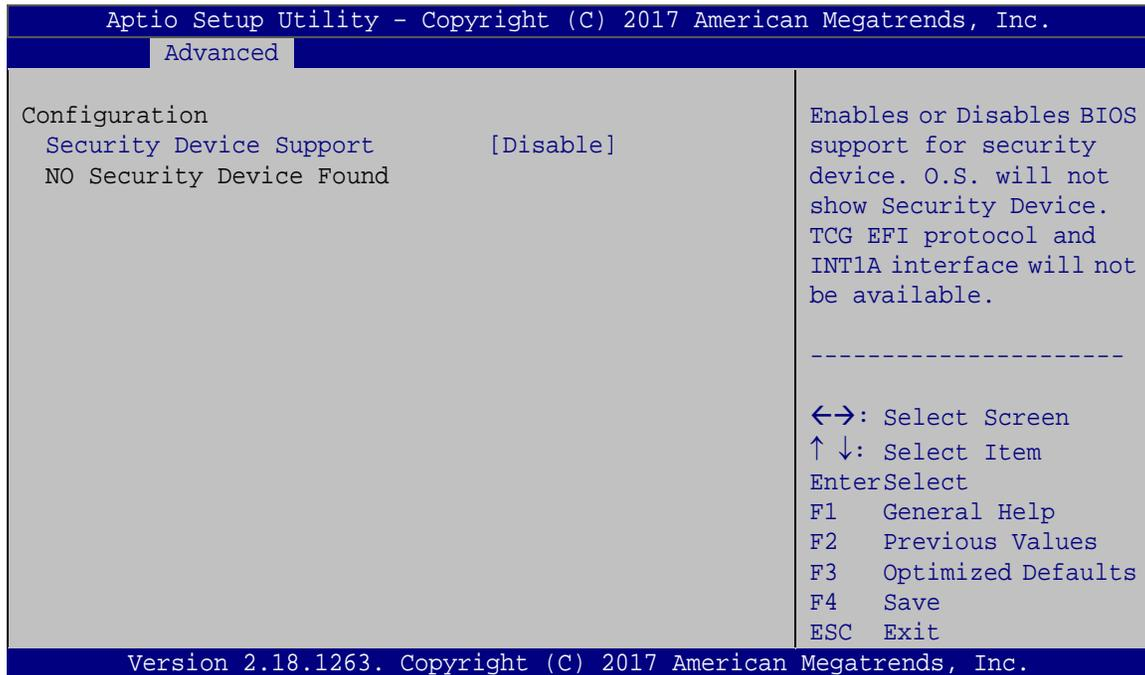 Aptio Setup Utility – Copyright (C) 2017 American Megatrends, Inc.
Advanced
Configuration
Security Device Support [Disable]
NO Security Device Found
Enables or Disables BIOS
support for security
device. O.S. will not
show Security Device.
TCG EFI protocol and
INT1A interface will not
be available.
----------------------
←→: Select Screen
↑ ↓: Select Item
EnterSelect
F1 General Help
F2 Previous Values
F3 Optimized Defaults
F4 Save
ESC Exit
Version 2.18.1263. Copyright (C) 2017 American Megatrends, Inc.